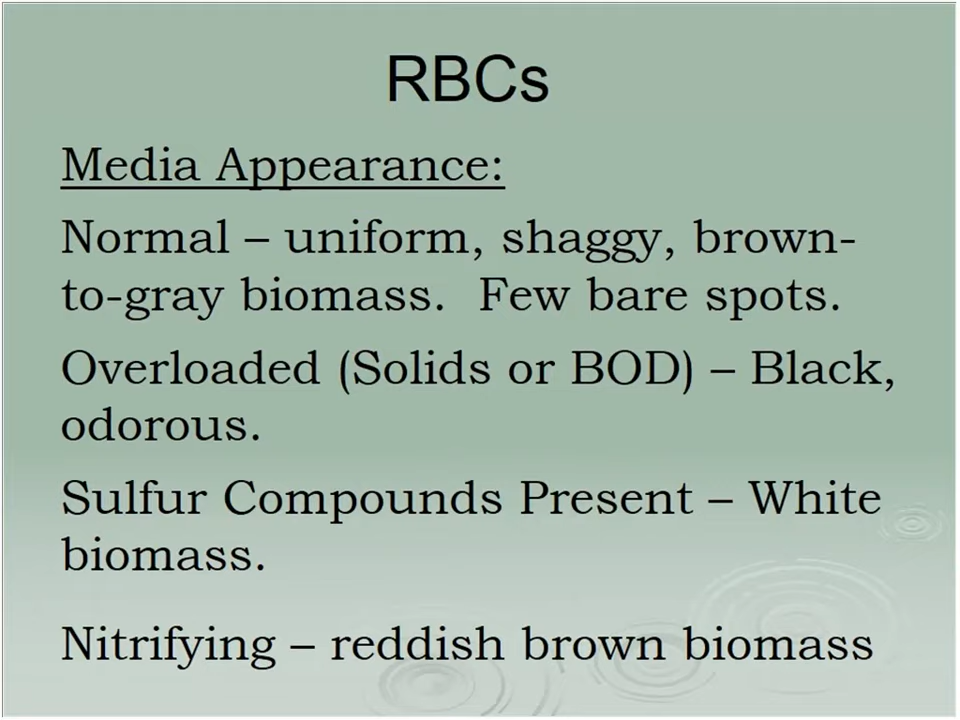 RBCs
Media Appearance:
Normal – uniform, shaggy, brown-
to-gray biomass.  Few bare spots.
Overloaded (Solids or BOD) – Black,
odorous.
Sulfur Compounds Present – White
biomass.
Nitrifying – reddish brown biomass